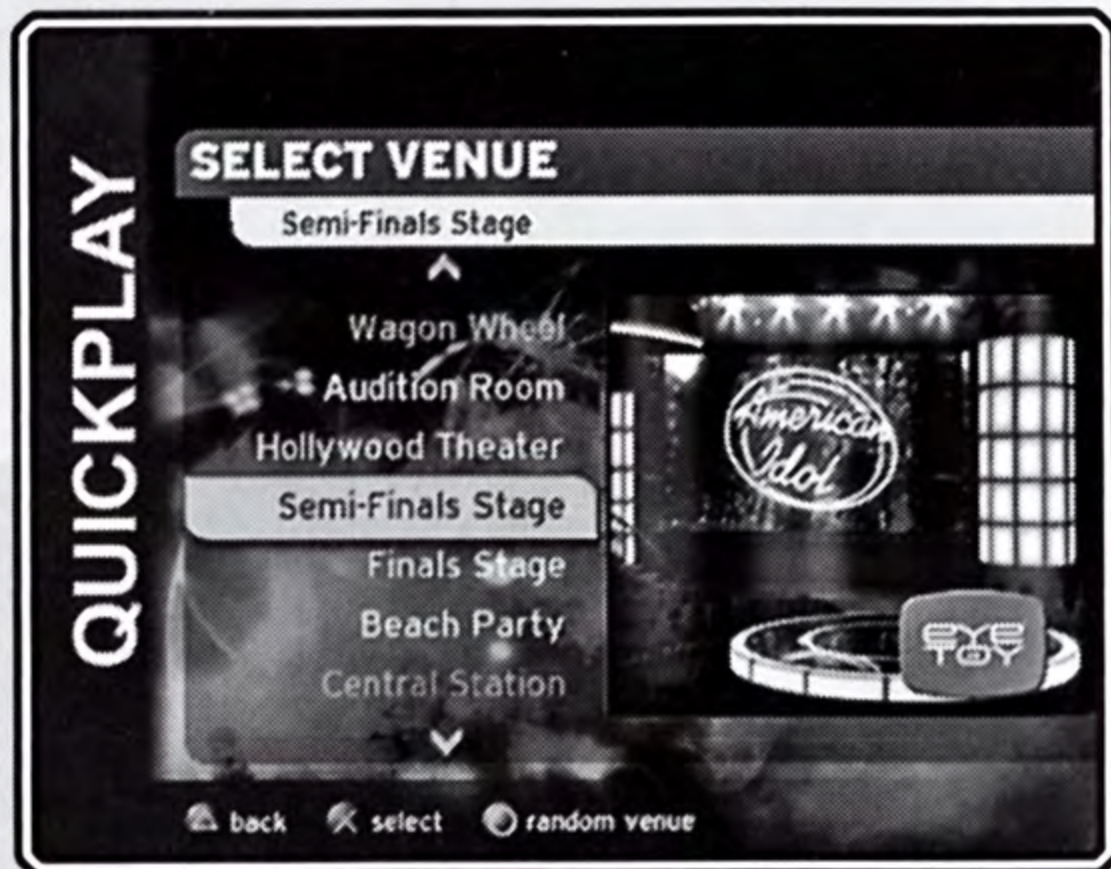 QUICKPLAY
SELECT VENUE
Semi-Finals Stage
Wagon Wheel
Audition Room
Hollywood Theater
Semi-Finals Stage
Finals Stage
Beach Party
Central Station
American
Idol
EYE
TOY
back select random venue